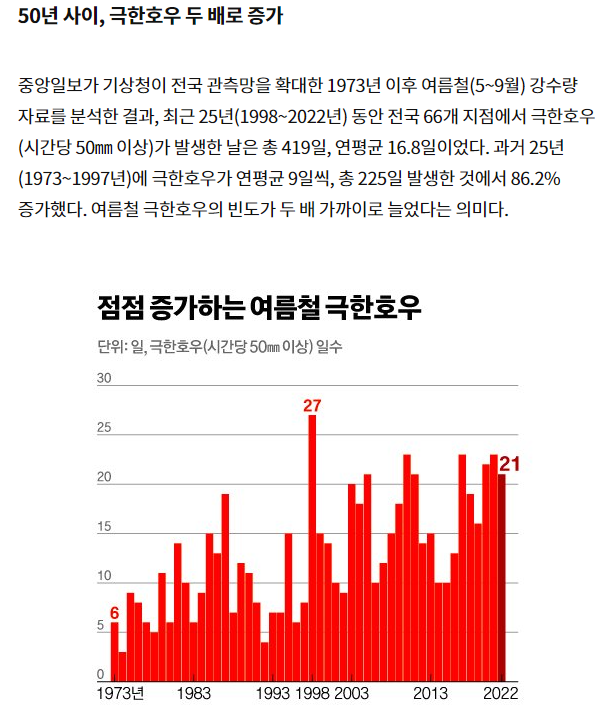 50년 사이, 극한호우 두 배로 증가
중앙일보가 기상청이 전국 관측망을 확대한 1973년 이후 여름철(5~9월) 강수량
자료를 분석한 결과, 최근 25년(1998~2022년) 동안 전국 66개 지점에서 극한호우
(시간당 50㎜ 이상)가 발생한 날은 총 419일, 연평균 16.8일이었다. 과거 25년
(1973~1997년)에 극한호우가 연평균 9일씩, 총 225일 발생한 것에서 86.2%
증가했다. 여름철 극한호우의 빈도가 두 배 가까이로 늘었다는 의미다.
점점 증가하는 여름철 극한호우
단위: 일, 극한호우(시간당 50㎜ 이상) 일수
30
27
25
21
20
15
10
6
5
0
1973년 1983 1993 1998 2003 2013 2022